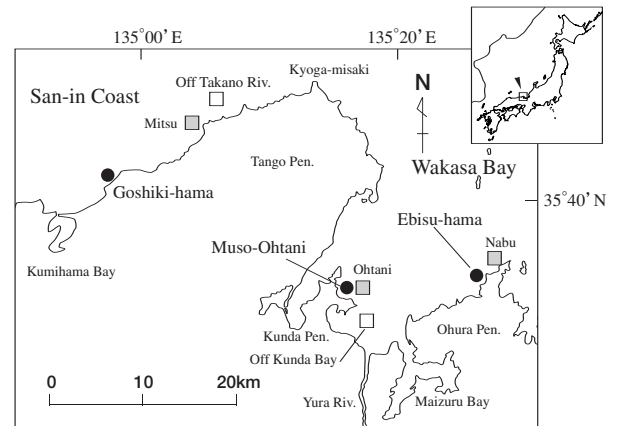 135°00’E
135°20’E
Kyoga-misaki
Off Takano Riv.
N
San-in Coast
Mitsu
Tango Pen.
Wakasa Bay
Goshiki-hama
35°40’N
Ebisu-hama
Muso-Ohtani
Nabu
Ohtani
Kumihama Bay
Kunda Pen.
Ohura Pen.
Off Kunda Bay
0 10 20km
Yura Riv.
Maizuru Bay